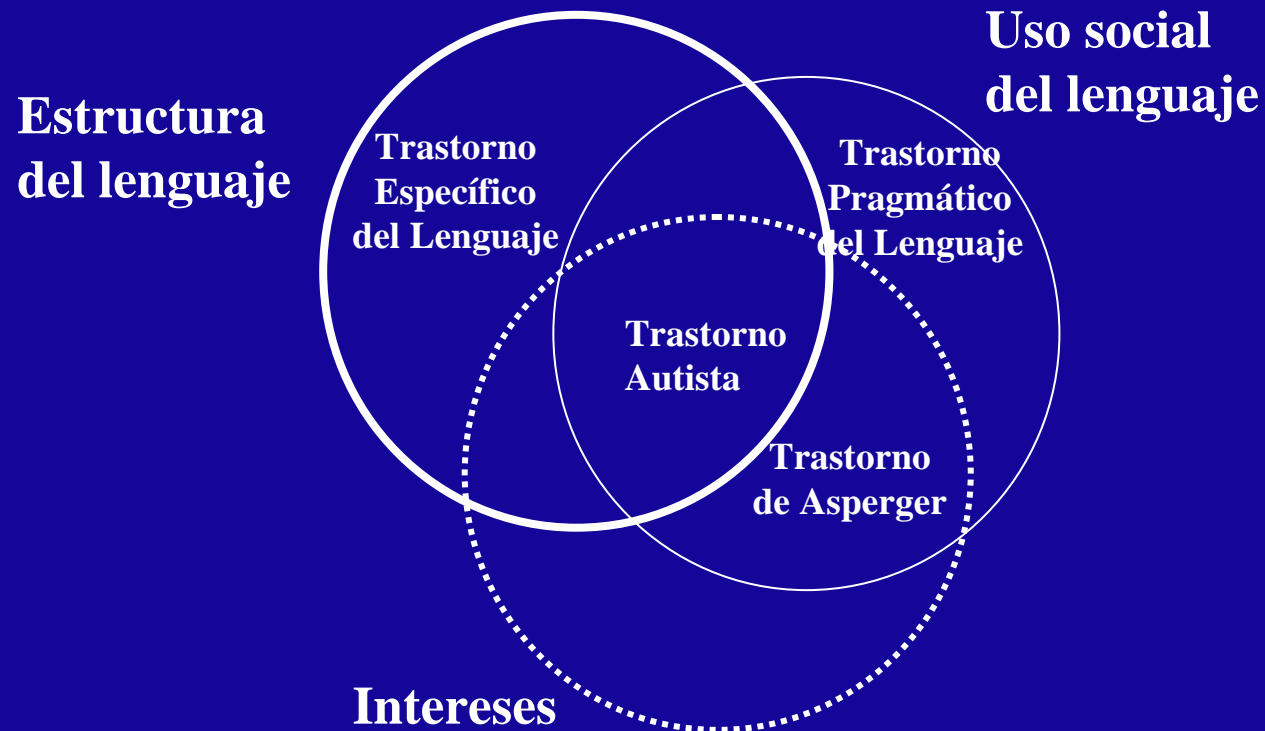 Uso social
del lenguaje
Estructura
del lenguaje
Trastorno
Específico
del Lenguaje
Trastorno
Pragmático
del Lenguaje
Trastorno
Autista
Trastorno
de Asperger
Intereses